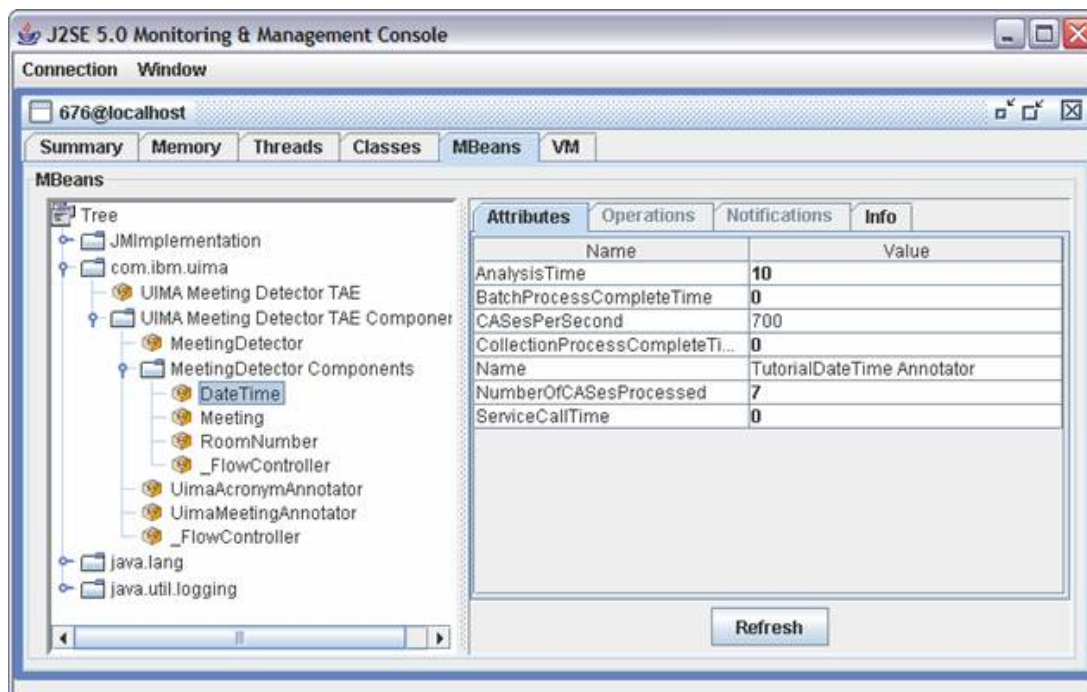 J2SE 5.0 Monitoring & Management Console
Connection Window
676@localhost
Summary Memory Threads Classes MBeans VM
MBeans
Tree
JMImplementation
com.ibm.uima
UIMA Meeting Detector TAE
UIMA Meeting Detector TAE Componer
MeetingDetector
MeetingDetector Components
DateTime
Meeting
RoomNumber
_FlowController
UimaAcronymAnnotator
UimaMeetingAnnotator
_FlowController
java.lang
java.util.logging
Attributes Operations Notifications Info
Name Value
AnalysisTime 10
BatchProcessCompleteTime 0
CASesPerSecond 700
CollectionProcessCompleteTi... 0
Name TutorialDateTime Annotator
NumberOfCASesProcessed 7
ServiceCallTime 0
Refresh